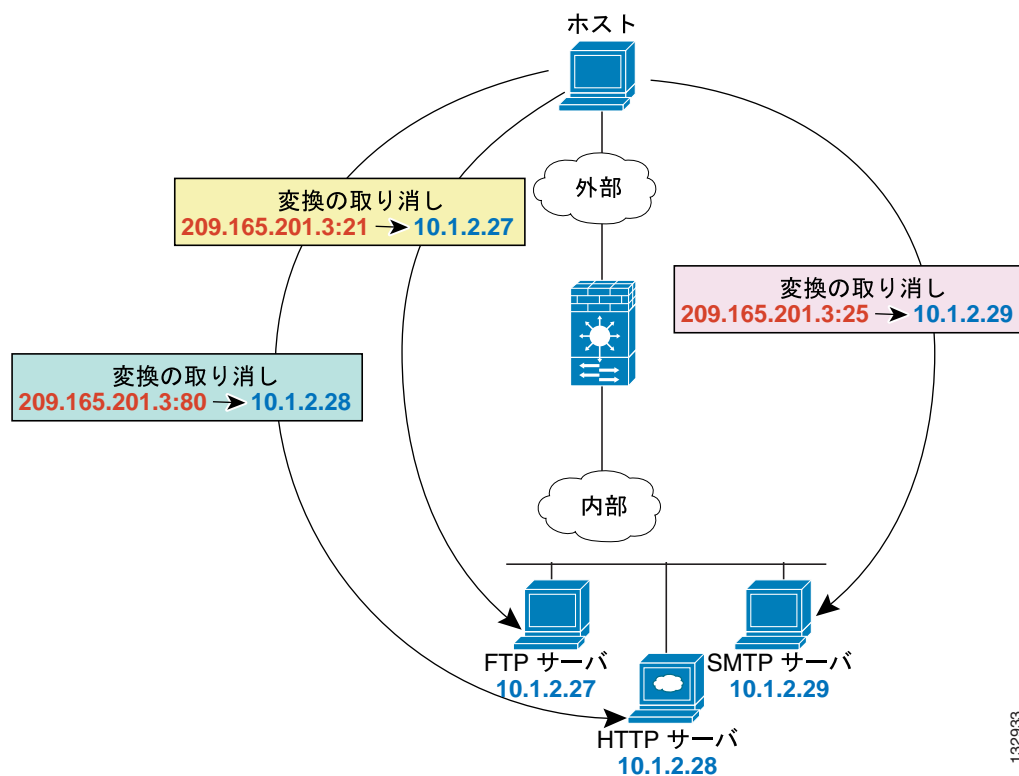 ホスト
外部
変換の取り消し
209.165.201.3:21 → 10.1.2.27
変換の取り消し
209.165.201.3:25 → 10.1.2.29
変換の取り消し
209.165.201.3:80 → 10.1.2.28
内部
FTP サーバ
10.1.2.27
SMTP サーバ
10.1.2.29
HTTP サーバ
10.1.2.28
132933